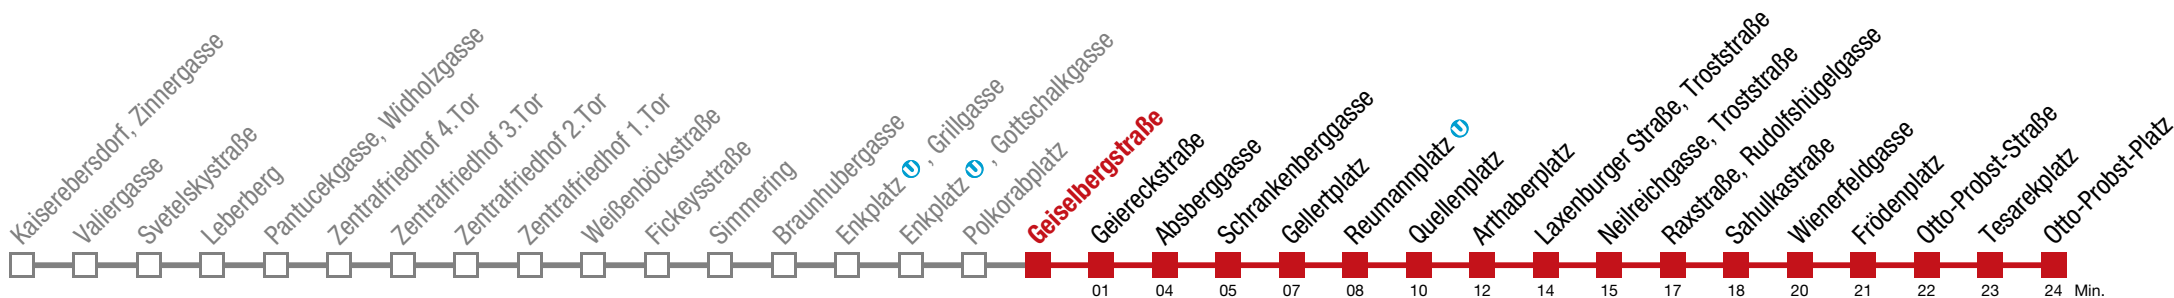 Kaiserebersdorf, Zinnergasse
Valiergasse
Svetelskystraße
Leberberg
Pantucekgasse, Widholzgasse
Zentralfriedhof 4.Tor
Zentralfriedhof 3.Tor
Zentralfriedhof 2.Tor
Zentralfriedhof 1.Tor
Weißenböckstraße
Fickeysstraße
Simmering
Braunhubergasse
Enkplatz U , Grillgasse
Enkplatz U , Gottschalkgasse
Polkorabplatz
Geiselbergstraße
Geiereckstraße
Absberggasse
Schrankenberggasse
Gellertplatz
Reumannplatz U
Quellenplatz
Arthaberplatz
Laxenburger Straße, Troststraße
Neilreichgasse, Troststraße
Raxstraße, Rudolfshügelgasse
Sahulkastraße
Wienerfeldgasse
Frödenplatz
Otto-Probst-Straße
Tesarekplatz
Otto-Probst-Platz
01 04 05 07 08 10 12 14 15 17 18 20 21 22 23 24 Min.